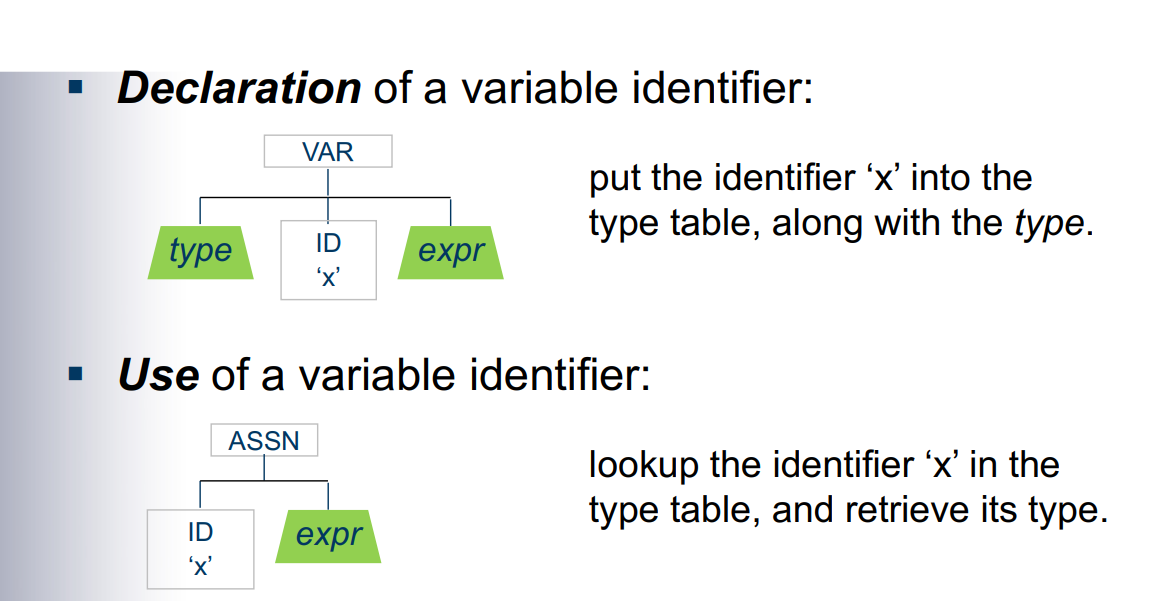 Declaration of a variable identifier:
VAR
type
ID
‘x’
expr
put the identifier ‘x’ into the
type table, along with the type.
Use of a variable identifier:
ASSN
ID
‘x’
expr
lookup the identifier ‘x’ in the
type table, and retrieve its type.